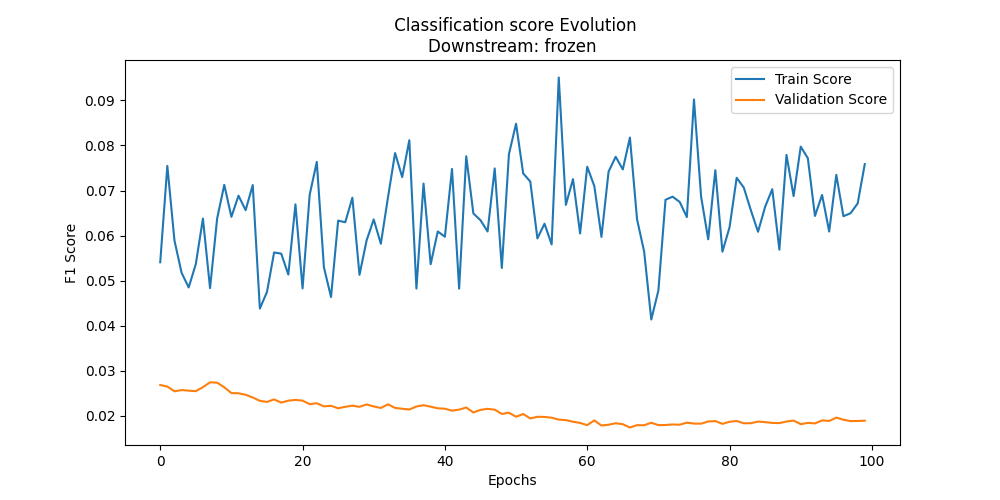 Classification score Evolution
Downstream: frozen
Train Score
Validation Score
F1 Score
0.09
0.08
0.07
0.06
0.05
0.04
0.03
0.02
0 20 40 60 80 100
Epochs